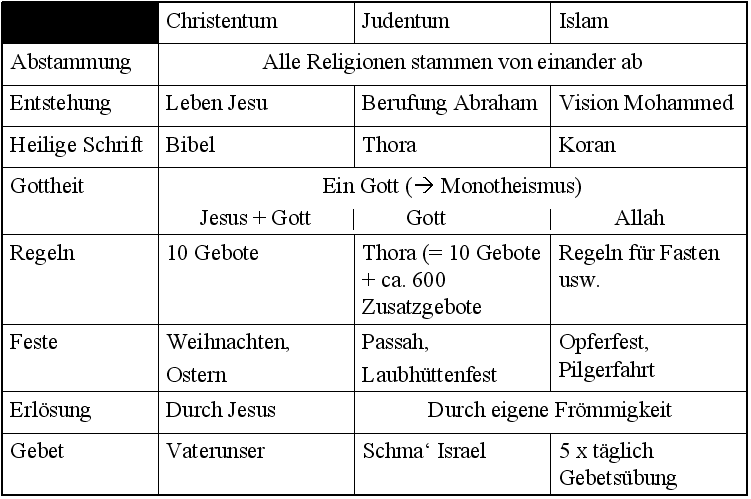 Christentum Judentum Islam
Abstammung Alle Religionen stammen von einander ab
Entstehung Leben Jesu Berufung Abraham Vision Mohammed
Heilige Schrift Bibel Thora Koran
Gottheit Ein Gott (→ Monotheismus)
Jesus + Gott | Gott | Allah
Regeln 10 Gebote Thora (= 10 Gebote Regeln für Fasten
+ ca. 600 usw.
Zusatzgebote
Feste Weihnachten, Passah, Opferfest,
Ostern Laubhüttenfest Pilgerfahrt
Erlösung Durch Jesus Durch eigene Frömmigkeit
Gebet Vaterunser Schma‘ Israel 5 x täglich
Gebetsübung